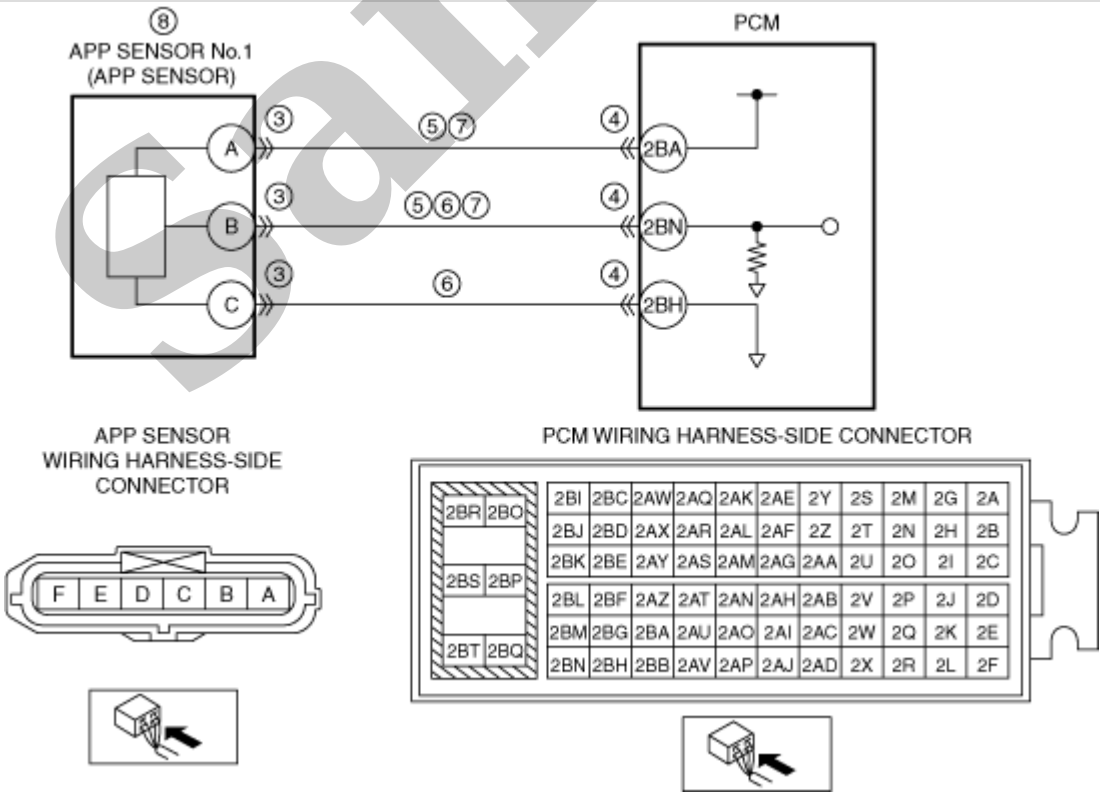 ⑧
APP SENSOR No.1
(APP SENSOR)
PCM
③ ⑤⑦ ④
A 2BA
③ ⑤⑥⑦ ④
B 2BN
③ ⑥ ④
C 2BH
APP SENSOR
WIRING HARNESS-SIDE
CONNECTOR
F E D C B A
PCM WIRING HARNESS-SIDE CONNECTOR
2BR 2BO
2BS 2BP
2BT 2BQ
2BI 2BC 2AW 2AQ 2AK 2AE 2Y 2S 2M 2G 2A
2BJ 2BD 2AX 2AR 2AL 2AF 2Z 2T 2N 2H 2B
2BK 2BE 2AY 2AS 2AM 2AG 2AA 2U 2O 2I 2C
2BL 2BF 2AZ 2AT 2AN 2AH 2AB 2V 2P 2J 2D
2BM 2BG 2BA 2AU 2AO 2AI 2AC 2W 2Q 2K 2E
2BN 2BH 2BB 2AV 2AP 2AJ 2AD 2X 2R 2L 2F